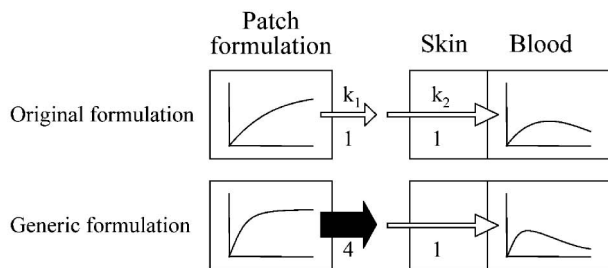 Patch
formulation
Skin Blood
Original formulation
k₁
k₂
1
1
Generic formulation
4
1